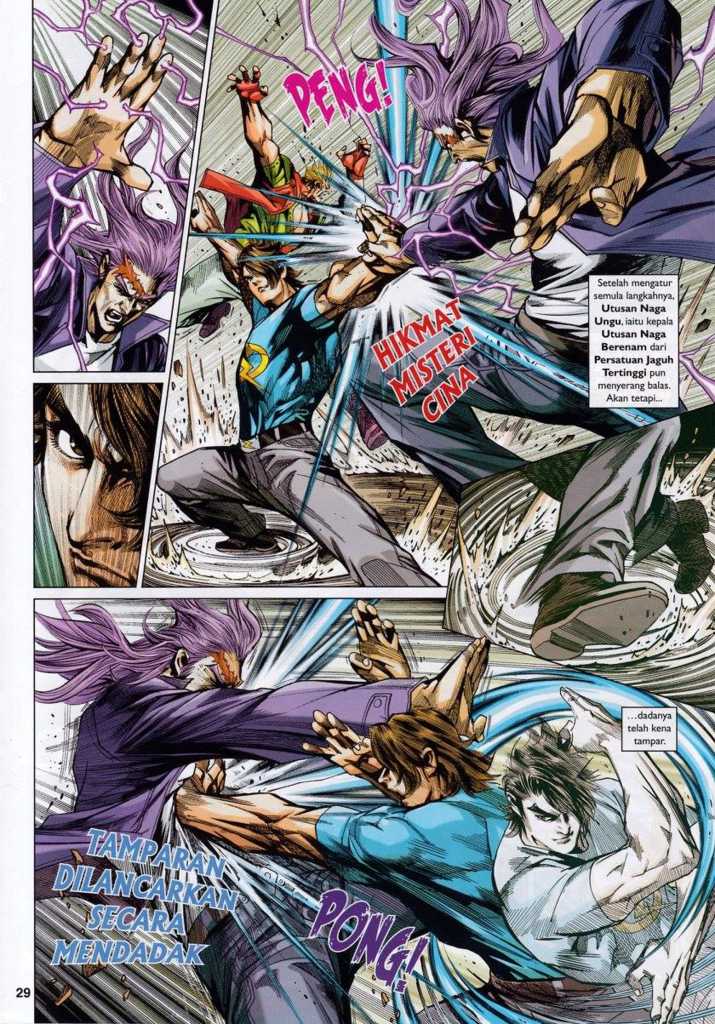 PENG!
HIKMAT
MISTERI
CINA
Setelah mengatur
semula langkahnya,
Utusan Naga
Ungu, iaitu kepala
Utusan Naga
Berenam dari
Persatuan Jaguh
Tertinggi pun
menyerang balas.
Akan tetapi...
...dadanya
telah kena
tampar.
TAMPARAN
DILANCARKAN
SECARA
MENDADAK
PONG!
29